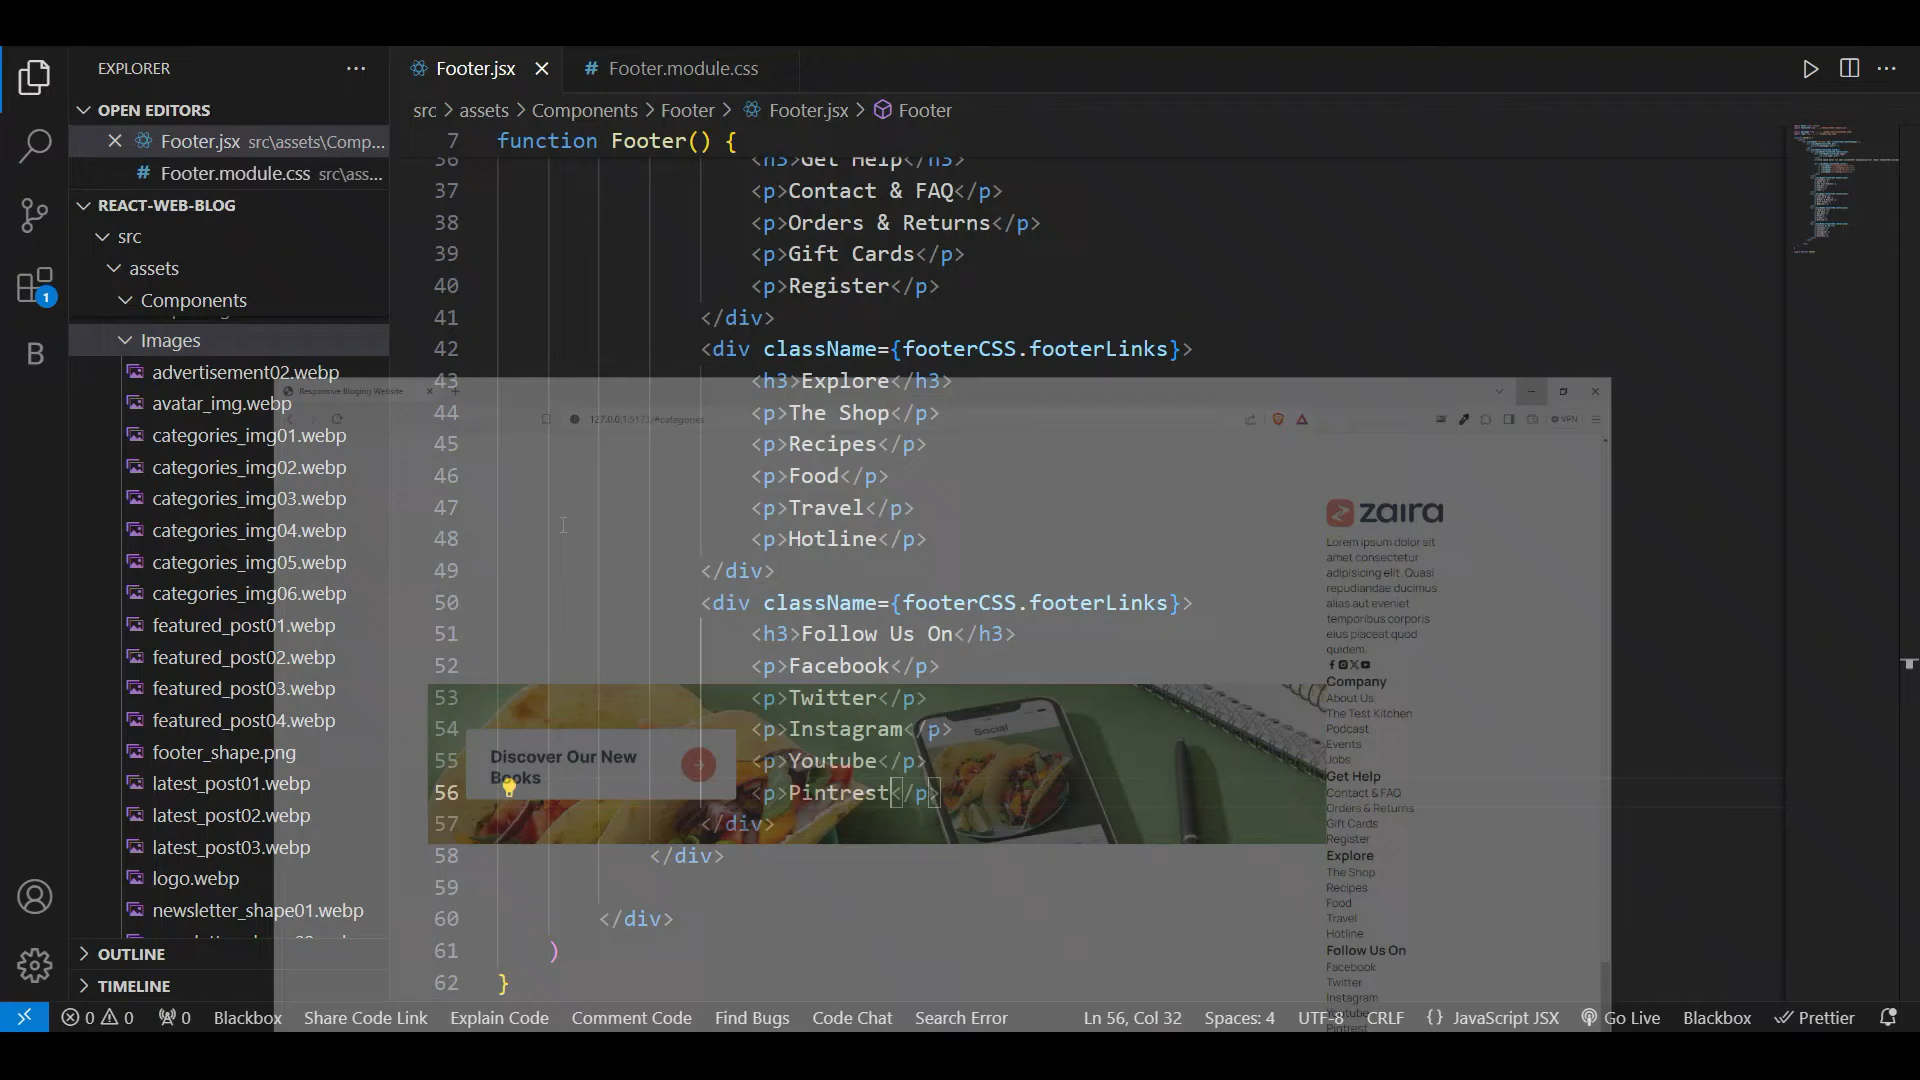 EXPLORER
OPEN EDITORS
Footer.jsx src\assets\Comp...
Footer.module.css src\ass...
REACT-WEB-BLOG
src
assets
Components
Images
advertisement02.webp
avatar_img.webp
categories_img01.webp
categories_img02.webp
categories_img03.webp
categories_img04.webp
categories_img05.webp
categories_img06.webp
featured_post01.webp
featured_post02.webp
featured_post03.webp
featured_post04.webp
footer_shape.png
latest_post01.webp
latest_post02.webp
latest_post03.webp
logo.webp
newsletter_shape01.webp
OUTLINE
TIMELINE
1
B
Footer.jsx
# Footer.module.css
src > assets > Components > Footer > Footer.jsx > Footer
7 function Footer() {
36 <h3>Get Help</h3>
37 <p>Contact & FAQ</p>
38 <p>Orders & Returns</p>
39 <p>Gift Cards</p>
40 <p>Register</p>
41 </div>
42 <div className={footerCSS.footerLinks}>
43 <h3>Explore</h3>
44 <p>The Shop</p>
45 <p>Recipes</p>
46 <p>Food</p>
47 <p>Travel</p>
48 <p>Hotline</p>
49 </div>
50 <div className={footerCSS.footerLinks}>
51 <h3>Follow Us On</h3>
52 <p>Facebook</p>
53 <p>Twitter</p>
54 <p>Instagram</p>
55 <p>Youtube</p>
56 <p>Pintrest</p>
57 </div>
58 </div>
59
60 </div>
61 )
62 }
Responsive Bloging Website
127.0.0.1:5173/#categories
VPN
Discover Our New
Books
Social
zaira
Lorem ipsum dolor sit
amet consectetur
adipisicing elit. Quasi
repudiandae ducimus
alias aut eveniet
temporibus corporis
eius placeat quod
quidem.
Company
About Us
The Test Kitchen
Podcast
Events
Jobs
Get Help
Contact & FAQ
Orders & Returns
Gift Cards
Register
Explore
The Shop
Recipes
Food
Travel
Hotline
Follow Us On
Facebook
Twitter
Instagram
Youtube
Pintrest
0 0 0 Blackbox Share Code Link Explain Code Comment Code Find Bugs Code Chat Search Error Ln 56, Col 32 Spaces: 4 UTF-8 CRLF {} JavaScript JSX Go Live Blackbox Prettier